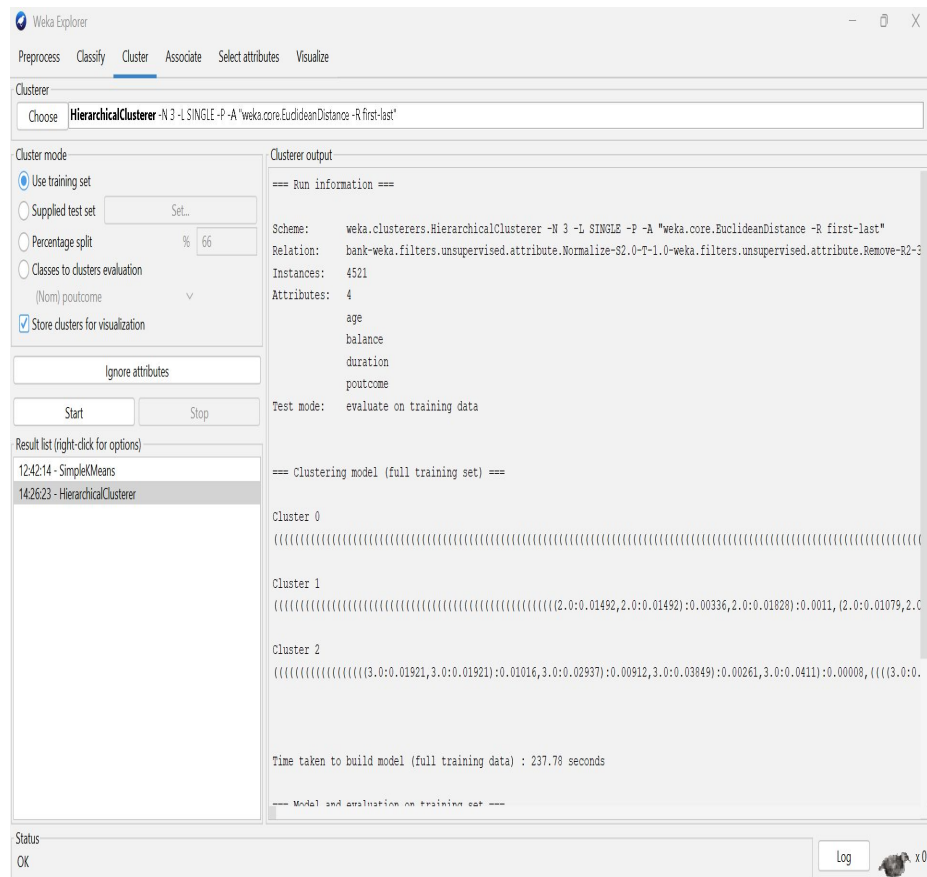 Weka Explorer
Preprocess Classify Cluster Associate Select attributes Visualize
Clusterer
Choose HierarchicalClusterer -N 3 -L SINGLE -P -A "weka.core.EuclideanDistance -R first-last"
Cluster mode
Use training set
Supplied test set Set...
Percentage split % 66
Classes to clusters evaluation
(Nom) poutcome
Store clusters for visualization
Ignore attributes
Start Stop
Result list (right-click for options)
12:42:14 - SimpleKMeans
14:26:23 - HierarchicalClusterer
Clusterer output
=== Run information ===
Scheme: weka.clusterers.HierarchicalClusterer -N 3 -L SINGLE -P -A "weka.core.EuclideanDistance -R first-last"
Relation: bank-weka.filters.unsupervised.attribute.Normalize-S2.0-T-1.0-weka.filters.unsupervised.attribute.Remove-R2-3
Instances: 4521
Attributes: 4
age
balance
duration
poutcome
Test mode: evaluate on training data
=== Clustering model (full training set) ===
Cluster 0
((((((((((((((((((((((((((((((((((((((((((((((((((((((((((((((((((((((((((((((((((((((((((((((((((((((((((((((((((((((((((
Cluster 1
((((((((((((((((((((((((((((((((((((((((((((((((((((((2.0:0.01492,2.0:0.01492):0.00336,2.0:0.01828):0.0011,(2.0:0.01079,2.0
Cluster 2
((((((((((((((((((3.0:0.01921,3.0:0.01921):0.01016,3.0:0.02937):0.00912,3.0:0.03849):0.00261,3.0:0.0411):0.00008,((((3.0:0.
Time taken to build model (full training data) : 237.78 seconds
=== Model and evaluation on training set ===
Status
OK
Log x 0